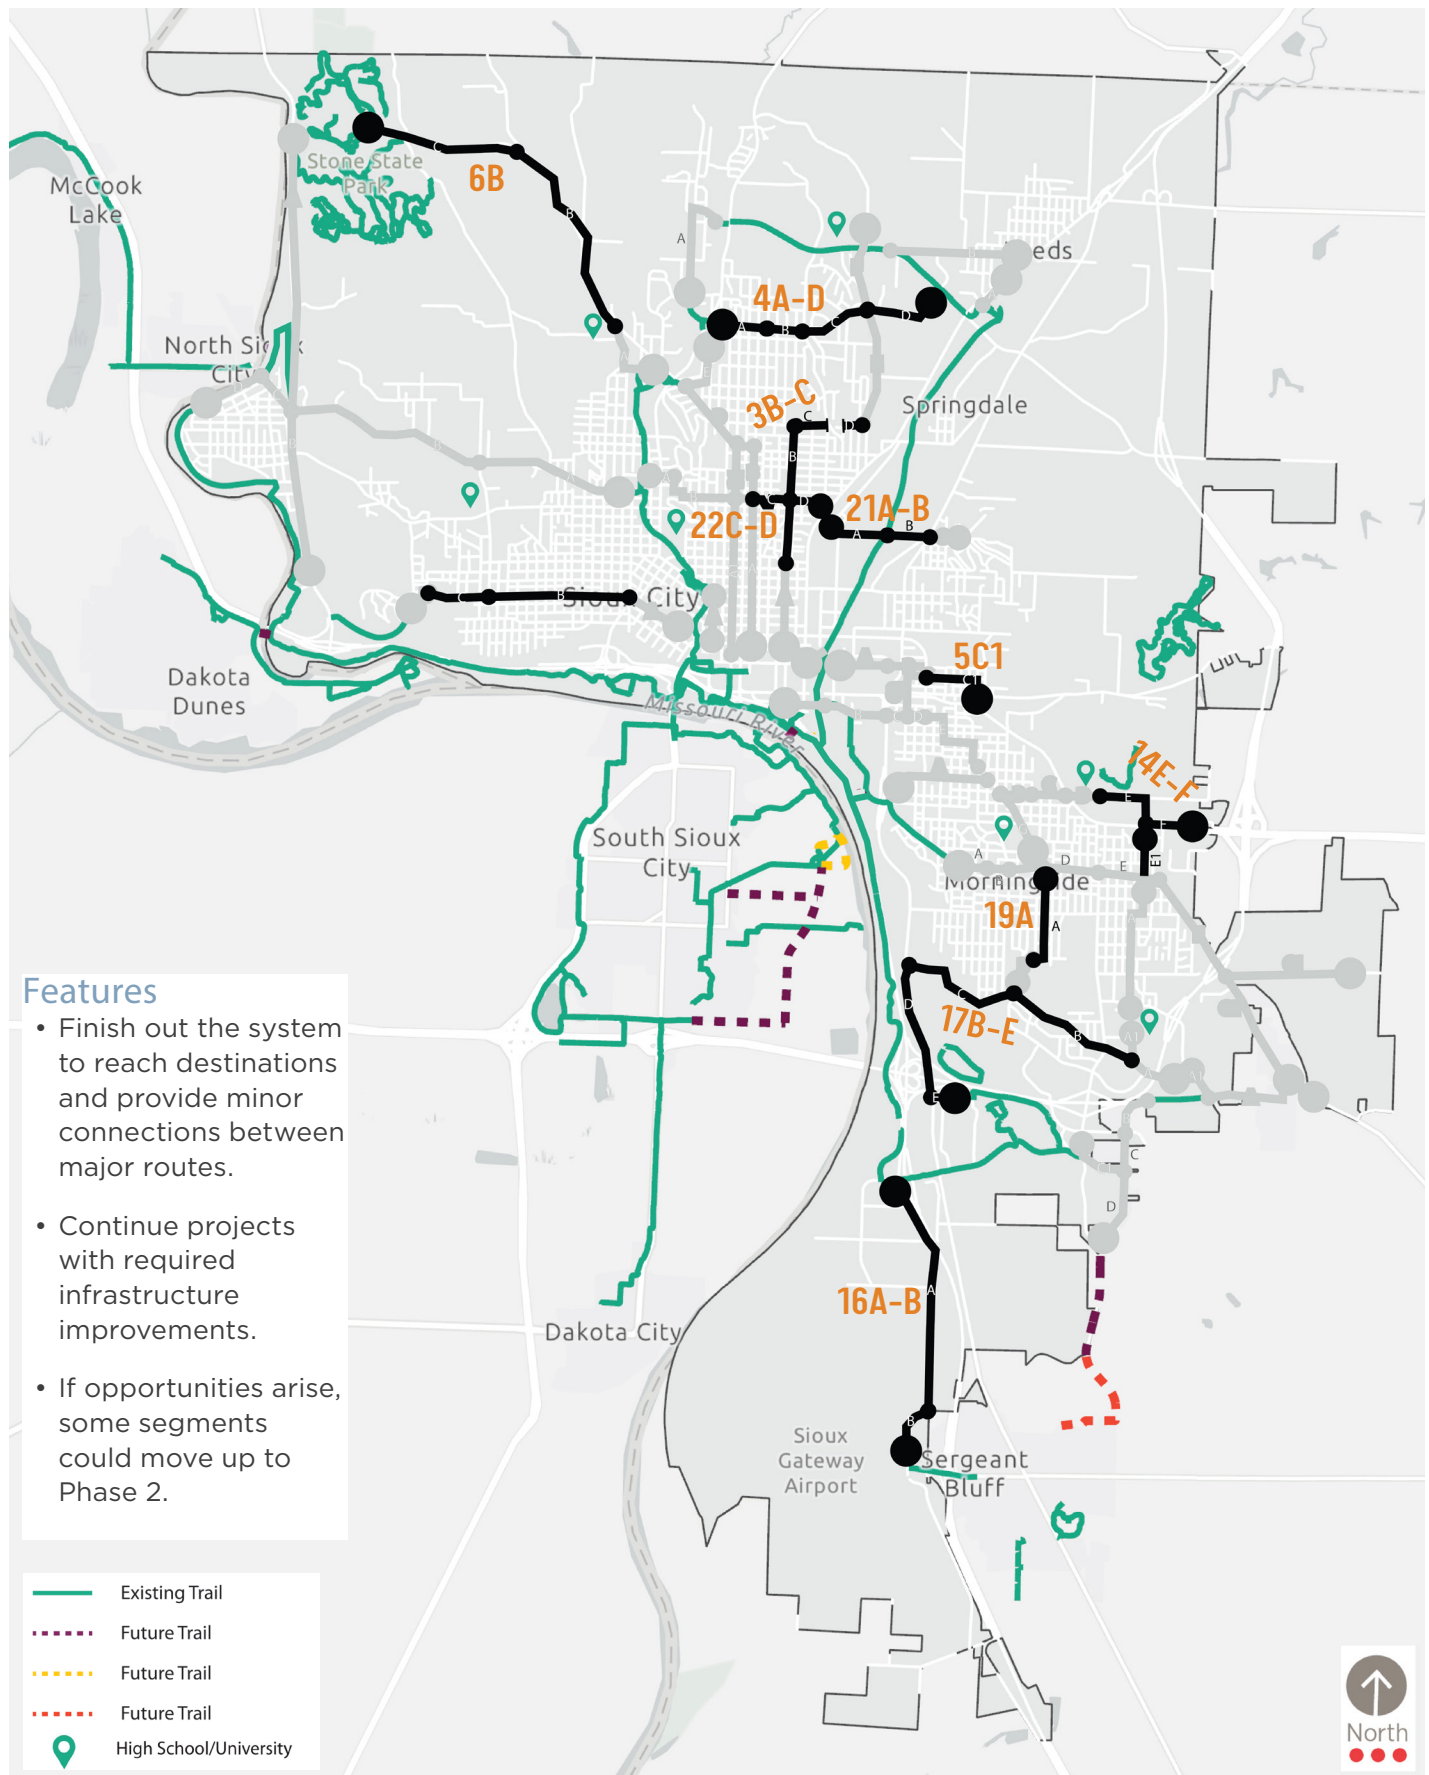 Stone State
Park
McCook
Lake
6B
C
B
A
eds
4A-D
A
B
C
D
North Sioux
City
3B-C
C
D
B
Springdale
22C-D
C
D
21A-B
A
B
Sioux City
C
B
Dakota
Dunes
5C1
C1
Missouri River
14E-F
E
F
E1
South Sioux
City
A
D
E
Morningside
19A
A
17B-E
D
C
B
E
C
D
16A-B
A
B
Dakota City
Sioux
Gateway
Airport
Sergeant
Bluff
Features
• Finish out the system
to reach destinations
and provide minor
connections between
major routes.
• Continue projects
with required
infrastructure
improvements.
• If opportunities arise,
some segments
could move up to
Phase 2.
Existing Trail
Future Trail
Future Trail
Future Trail
High School/University
North